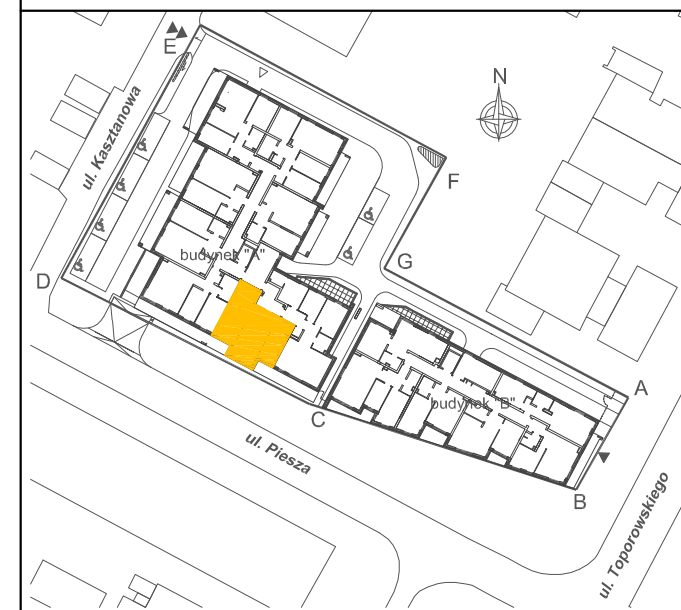 E
N
ul. Kasztanowa
F
budynek "A"
G
D
A
budynek "B"
C
ul. Piesza
B
ul. Toporowskiego